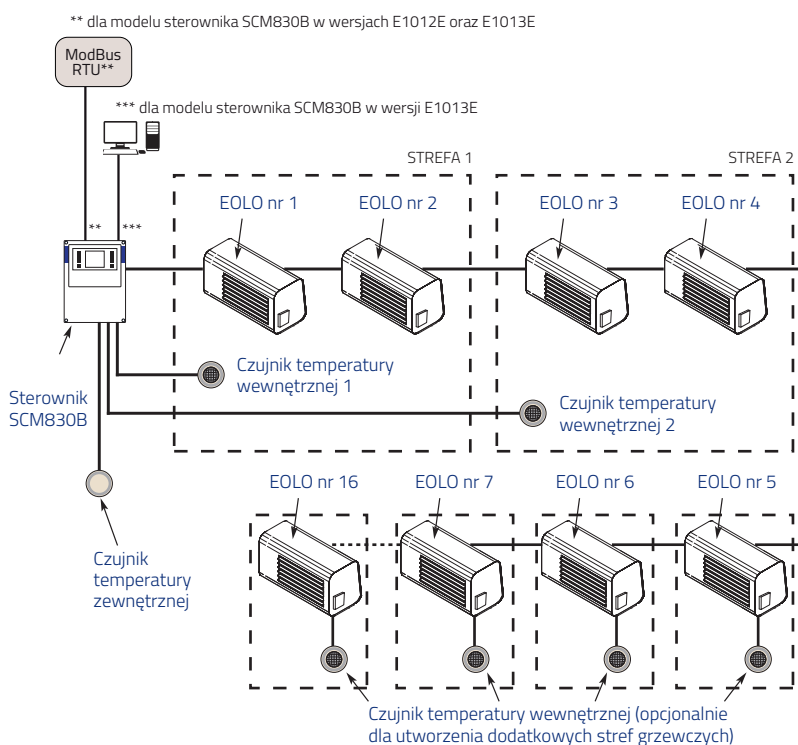 ** dla modelu sterownika SCM830B w wersjach E1012E oraz E1013E
ModBus
RTU**
*** dla modelu sterownika SCM830B w wersji E1013E
STREFA 1
STREFA 2
EOLO nr 1
EOLO nr 2
EOLO nr 3
EOLO nr 4
**
***
Czujnik temperatury
wewnętrznej 1
Sterownik
SCM830B
Czujnik temperatury
wewnętrznej 2
EOLO nr 16
EOLO nr 7
EOLO nr 6
EOLO nr 5
Czujnik
temperatury
zewnętrznej
Czujnik temperatury wewnętrznej (opcjonalnie
dla utworzenia dodatkowych stref grzewczych)